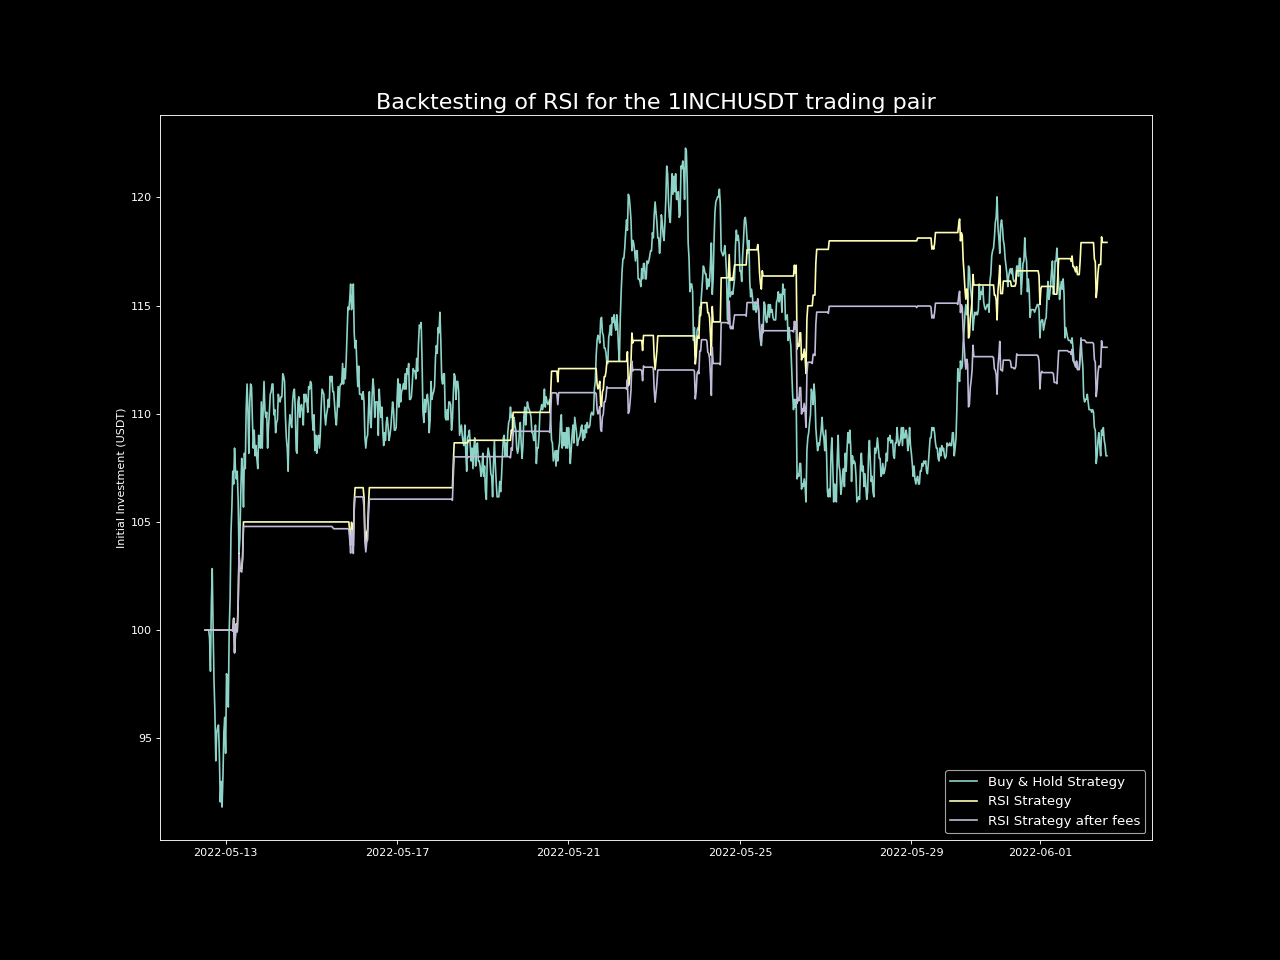 Backtesting of RSI for the 1INCHUSDT trading pair
Initial Investment (USDT)
120
115
110
105
100
95
2022-05-13
2022-05-17
2022-05-21
2022-05-25
2022-05-29
2022-06-01
Buy & Hold Strategy
RSI Strategy
RSI Strategy after fees